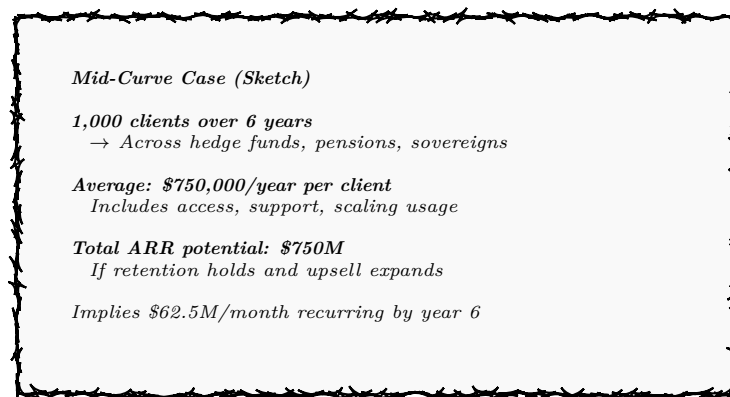 Mid-Curve Case (Sketch)
1,000 clients over 6 years
→ Across hedge funds, pensions, sovereigns
Average: $750,000/year per client
Includes access, support, scaling usage
Total ARR potential: $750M
If retention holds and upsell expands
Implies $62.5M/month recurring by year 6